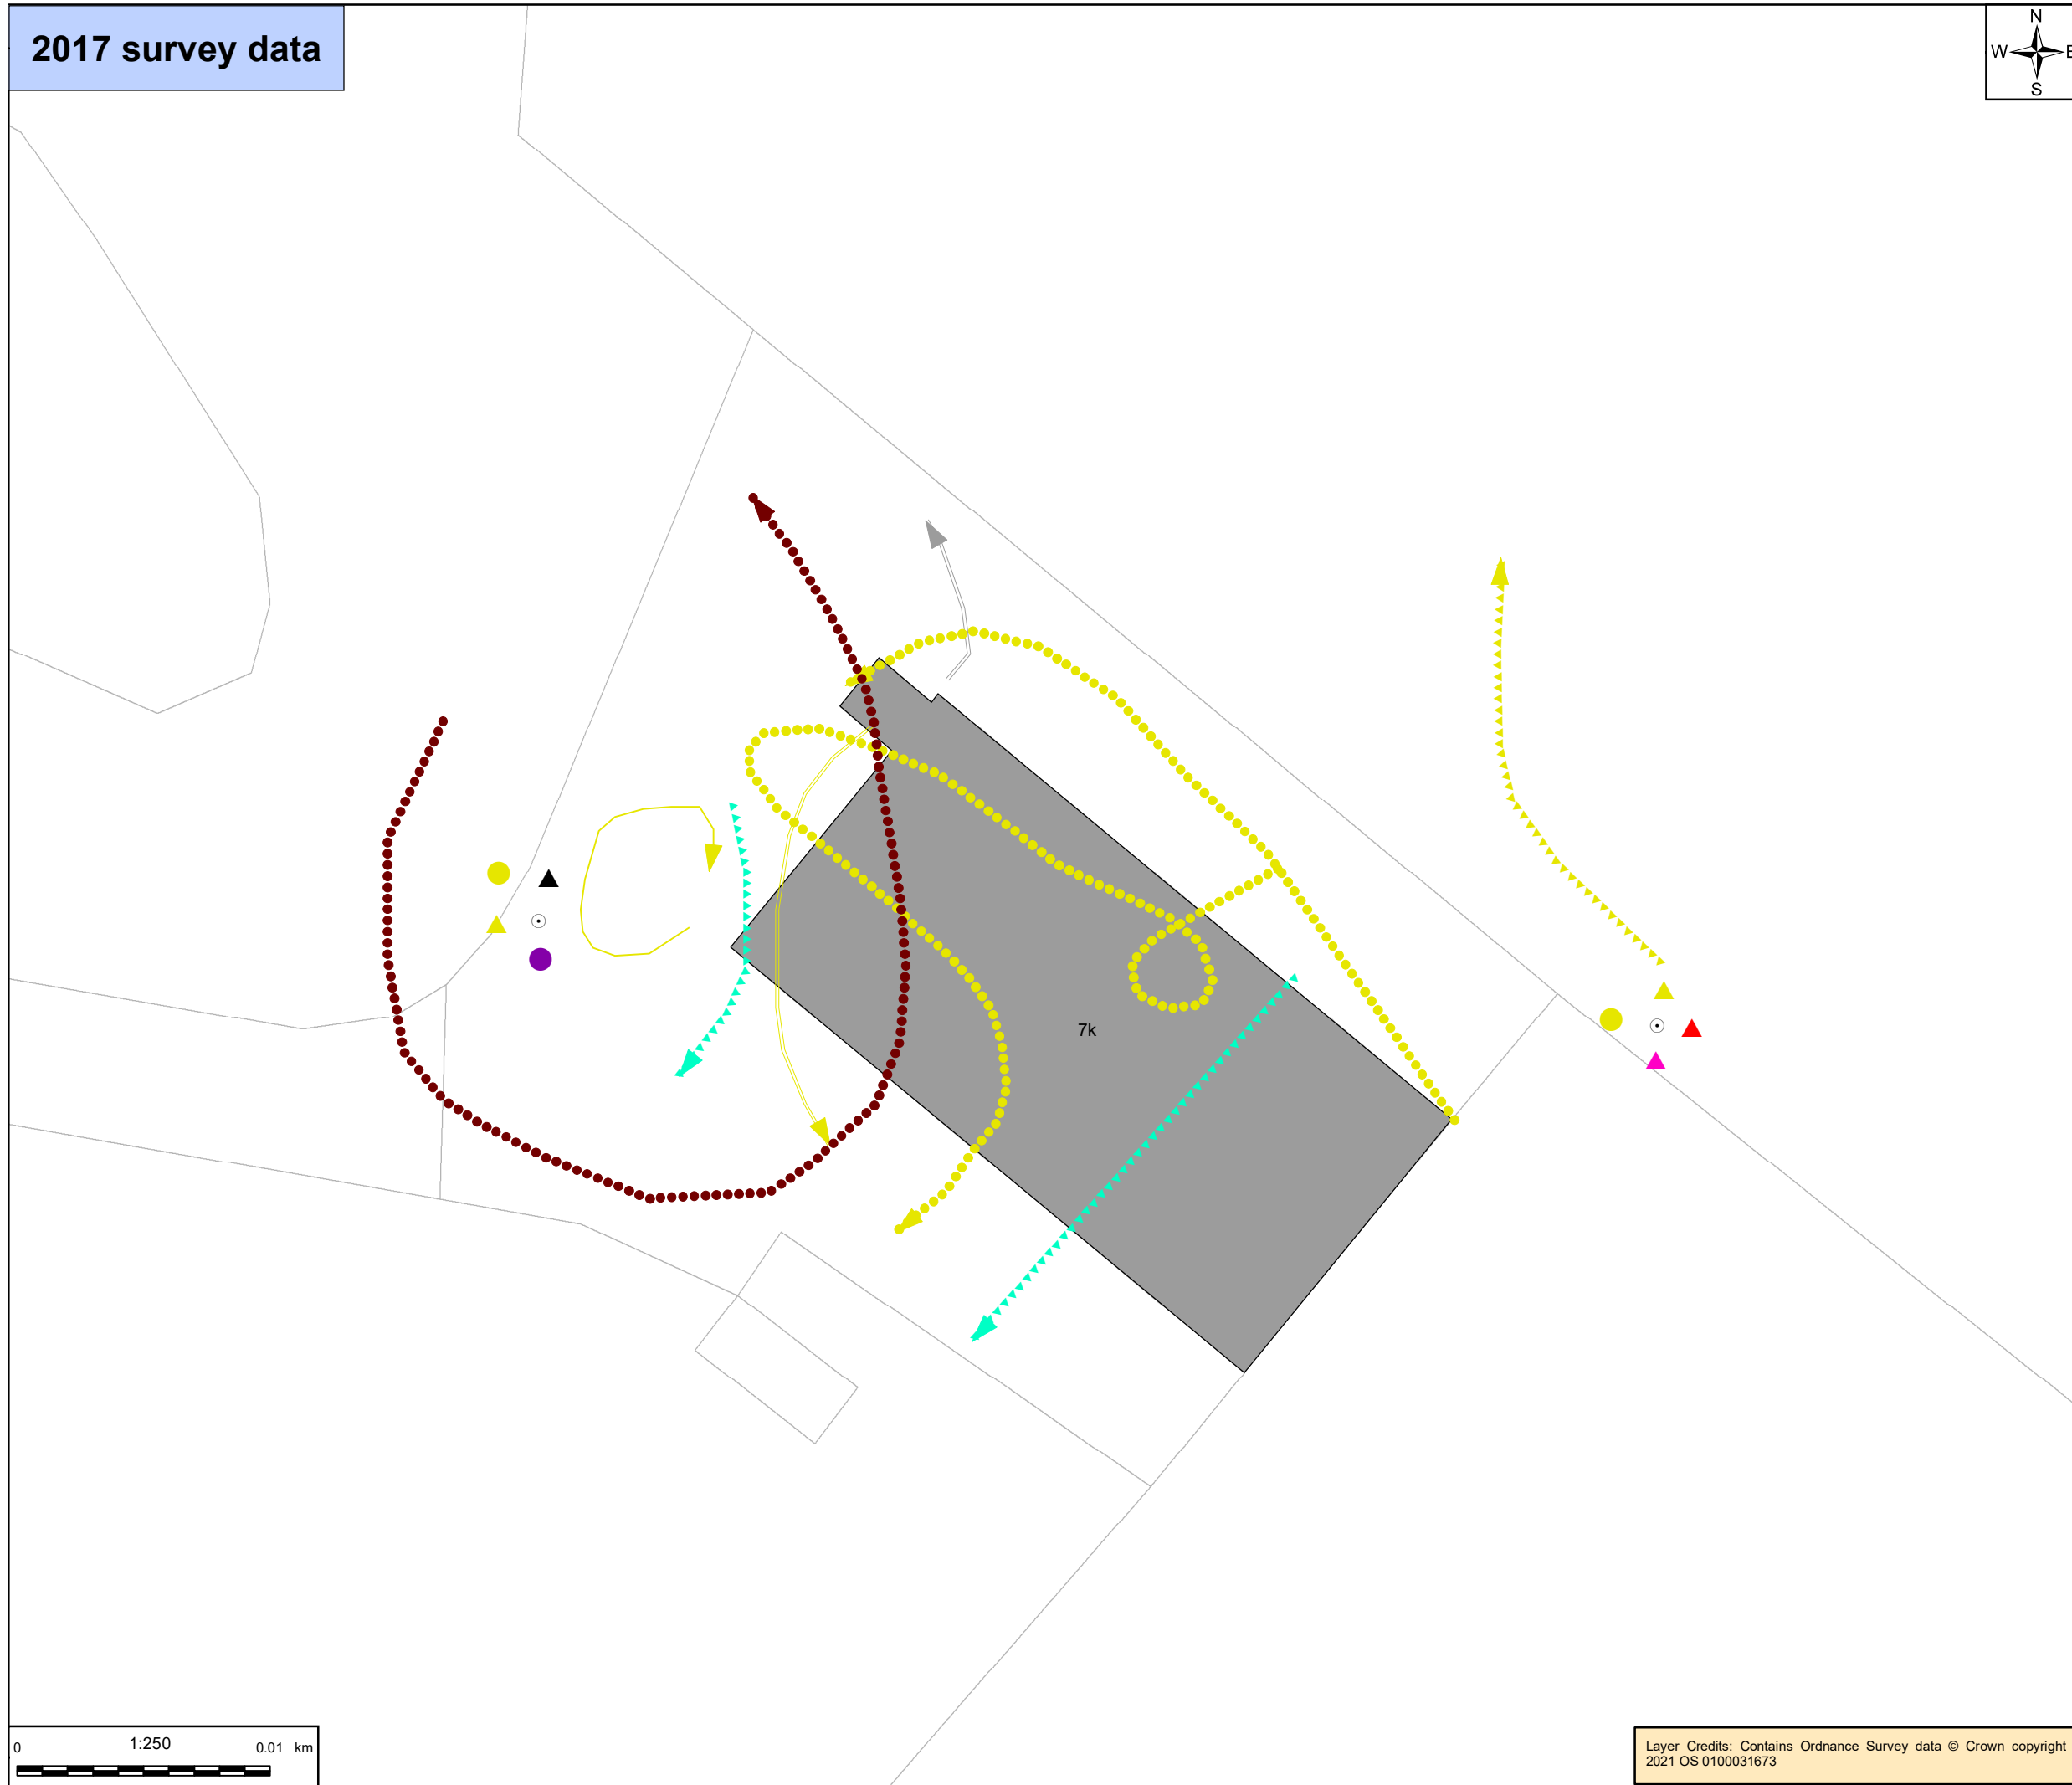 2017 survey data
N
W E
S
7k
0 1:250 0.01 km
Layer Credits: Contains Ordnance Survey data © Crown copyright
2021 OS 0100031673